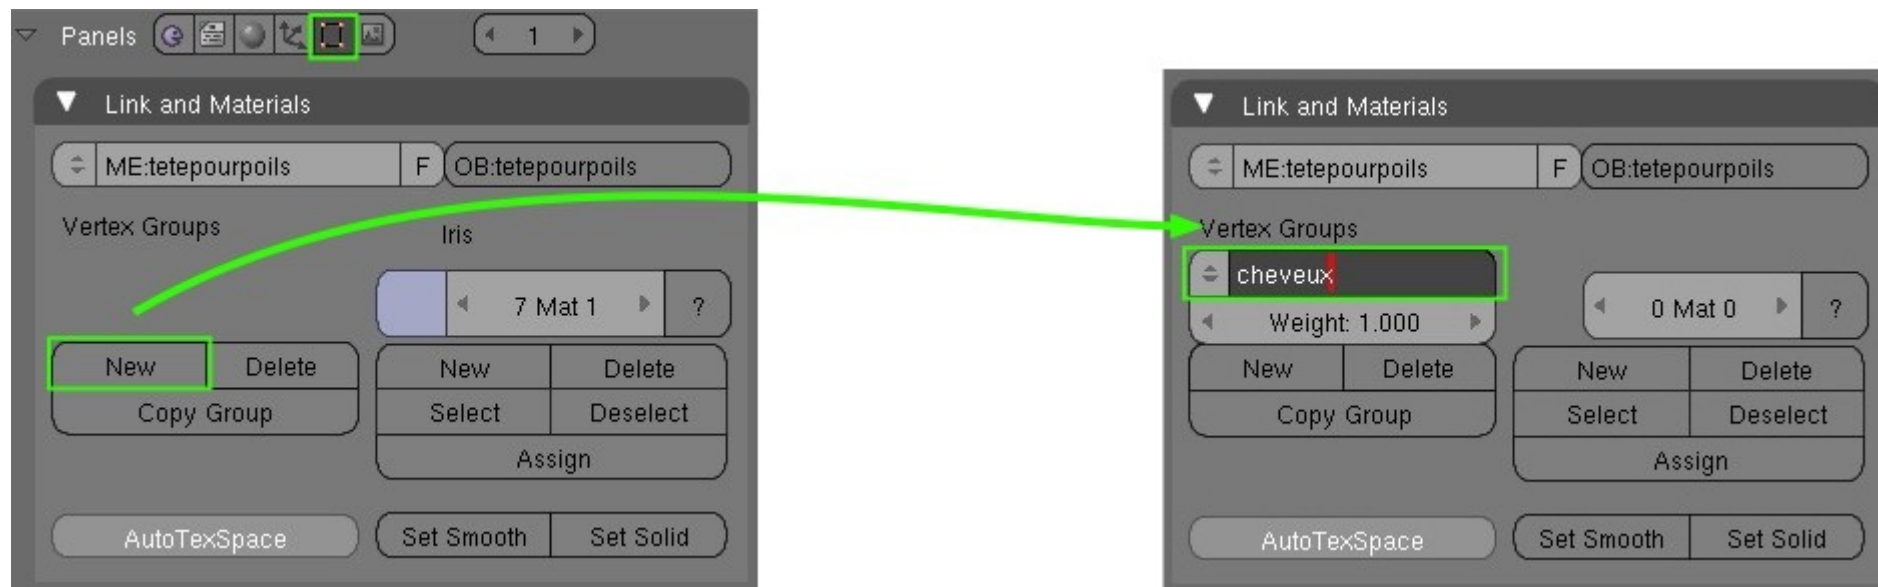 Panels 1
Link and Materials
ME:tetepourpoils F OB:tetepourpoils
Vertex Groups Iris
7 Mat 1 ?
New Delete New Delete
Copy Group Select Deselect
Assign
AutoTexSpace Set Smooth Set Solid
Link and Materials
ME:tetepourpoils F OB:tetepourpoils
Vertex Groups
cheveux
Weight: 1.000 0 Mat 0 ?
New Delete New Delete
Copy Group Select Deselect
Assign
AutoTexSpace Set Smooth Set Solid